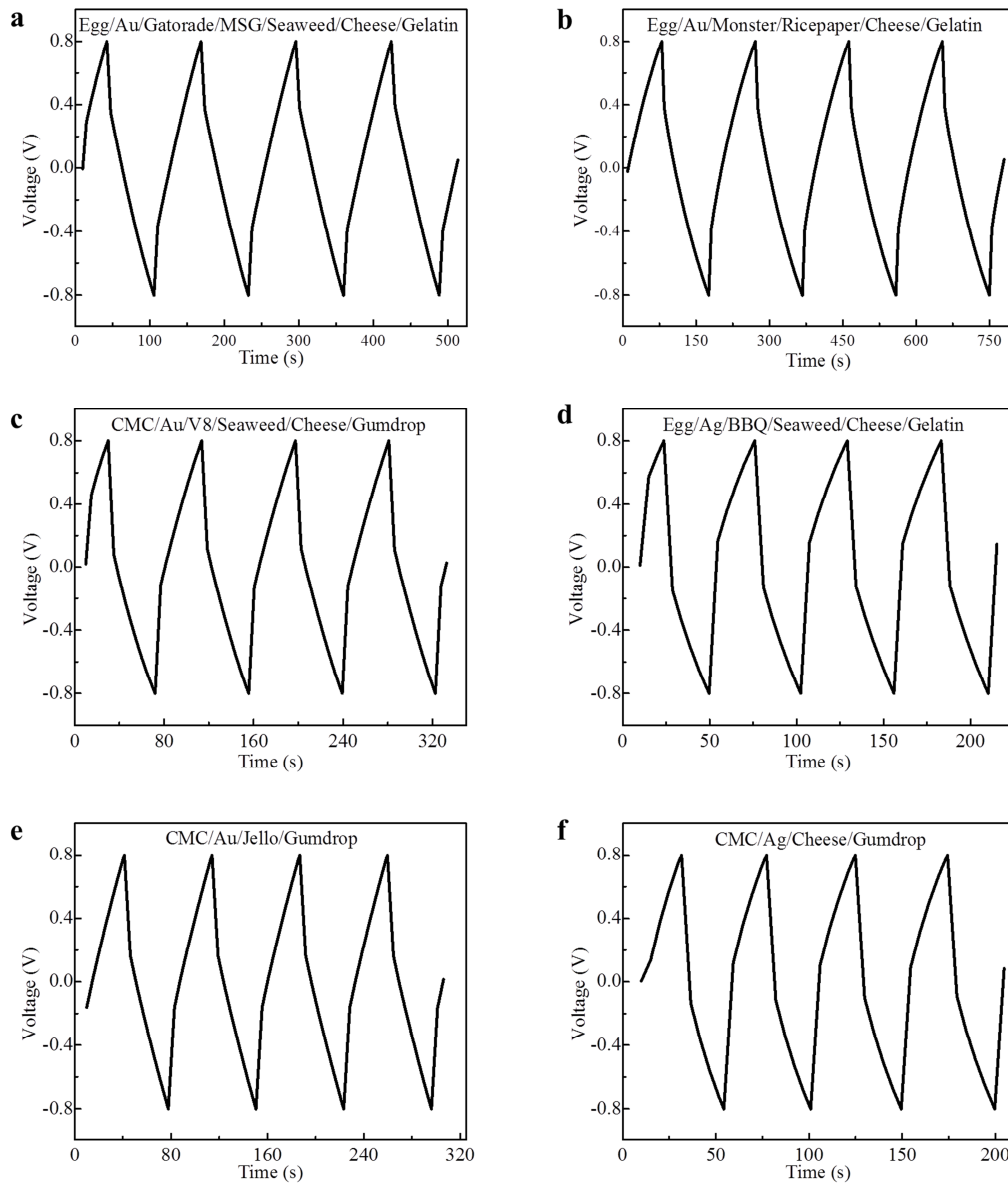 a
Egg/Au/Gatorade/MSG/Seaweed/Cheese/Gelatin
0.8
0.4
0.0
-0.4
-0.8
Voltage (V)
0 100 200 300 400 500
Time (s)
b
Egg/Au/Monster/Ricepaper/Cheese/Gelatin
0.8
0.4
0.0
-0.4
-0.8
Voltage (V)
0 150 300 450 600 750
Time (s)
c
CMC/Au/V8/Seaweed/Cheese/Gumdrop
0.8
0.4
0.0
-0.4
-0.8
Voltage (V)
0 80 160 240 320
Time (s)
d
Egg/Ag/BBQ/Seaweed/Cheese/Gelatin
0.8
0.4
0.0
-0.4
-0.8
Voltage (V)
0 50 100 150 200
Time (s)
e
CMC/Au/Jello/Gumdrop
0.8
0.4
0.0
-0.4
-0.8
Voltage (V)
0 80 160 240 320
Time (s)
f
CMC/Ag/Cheese/Gumdrop
0.8
0.4
0.0
-0.4
-0.8
Voltage (V)
0 50 100 150 200
Time (s)